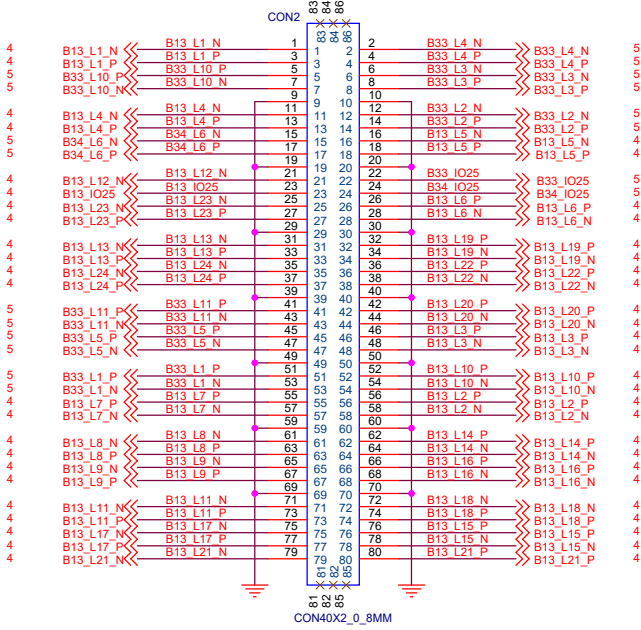 83 84 86
CON2
83 84 86
4 B13_L1_N B13_L1_N 1 1 2 2 B33_L4_N B33_L4_N 5
4 B13_L1_P B13_L1_P 3 3 4 4 B33_L4_P B33_L4_P 5
5 B33_L10_P B33_L10_P 5 5 6 6 B33_L3_N B33_L3_N 5
5 B33_L10_N B33_L10_N 7 7 8 8 B33_L3_P B33_L3_P 5
9 9 10 10
4 B13_L4_N B13_L4_N 11 11 12 12 B33_L2_N B33_L2_N 5
4 B13_L4_P B13_L4_P 13 13 14 14 B33_L2_P B33_L2_P 5
5 B34_L6_N B34_L6_N 15 15 16 16 B13_L5_N B13_L5_N 4
5 B34_L6_P B34_L6_P 17 17 18 18 B13_L5_P B13_L5_P 4
19 19 20 20
4 B13_L12_N B13_L12_N 21 21 22 22 B33_IO25 B33_IO25 5
4 B13_IO25 B13_IO25 23 23 24 24 B34_IO25 B34_IO25 5
4 B13_L23_N B13_L23_N 25 25 26 26 B13_L6_P B13_L6_P 4
4 B13_L23_P B13_L23_P 27 27 28 28 B13_L6_N B13_L6_N 4
29 29 30 30
4 B13_L13_N B13_L13_N 31 31 32 32 B13_L19_P B13_L19_P 4
4 B13_L13_P B13_L13_P 33 33 34 34 B13_L19_N B13_L19_N 4
4 B13_L24_N B13_L24_N 35 35 36 36 B13_L22_P B13_L22_P 4
4 B13_L24_P B13_L24_P 37 37 38 38 B13_L22_N B13_L22_N 4
39 39 40 40
5 B33_L11_P B33_L11_P 41 41 42 42 B13_L20_P B13_L20_P 4
5 B33_L11_N B33_L11_N 43 43 44 44 B13_L20_N B13_L20_N 4
5 B33_L5_P B33_L5_P 45 45 46 46 B13_L3_P B13_L3_P 4
5 B33_L5_N B33_L5_N 47 47 48 48 B13_L3_N B13_L3_N 4
49 49 50 50
5 B33_L1_P B33_L1_P 51 51 52 52 B13_L10_P B13_L10_P 4
5 B33_L1_N B33_L1_N 53 53 54 54 B13_L10_N B13_L10_N 4
4 B13_L7_P B13_L7_P 55 55 56 56 B13_L2_P B13_L2_P 4
4 B13_L7_N B13_L7_N 57 57 58 58 B13_L2_N B13_L2_N 4
59 59 60 60
4 B13_L8_N B13_L8_N 61 61 62 62 B13_L14_P B13_L14_P 4
4 B13_L8_P B13_L8_P 63 63 64 64 B13_L14_N B13_L14_N 4
4 B13_L9_N B13_L9_N 65 65 66 66 B13_L16_P B13_L16_P 4
4 B13_L9_P B13_L9_P 67 67 68 68 B13_L16_N B13_L16_N 4
69 69 70 70
4 B13_L11_N B13_L11_N 71 71 72 72 B13_L18_N B13_L18_N 4
4 B13_L11_P B13_L11_P 73 73 74 74 B13_L18_P B13_L18_P 4
4 B13_L17_N B13_L17_N 75 75 76 76 B13_L15_P B13_L18_P 4
4 B13_L17_P B13_L17_P 77 77 78 78 B13_L15_N B13_L15_N 4
4 B13_L21_N B13_L21_N 79 79 80 80 B13_L21_P B13_L21_P 4
81 82 85
81 82 85
CON40X2_0_8MM